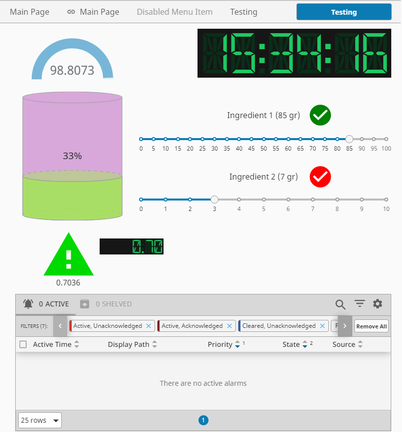 Main Page Main Page Disabled Menu Item Testing Testing
98.8073
15:34:16
33%
Ingredient 1 (85 gr)
0 5 10 15 20 25 30 35 40 45 50 55 60 65 70 75 80 85 90 95 100
Ingredient 2 (7 gr)
0 1 2 3 4 5 6 7 8 9 10
0.70
0.7036
0 ACTIVE 0 SHELVED
FILTERS (7): Active, Unacknowledged Active, Acknowledged Cleared, Unacknowledged Remove All
Active Time Display Path Priority 1 State 2 Source
There are no active alarms
25 rows 1